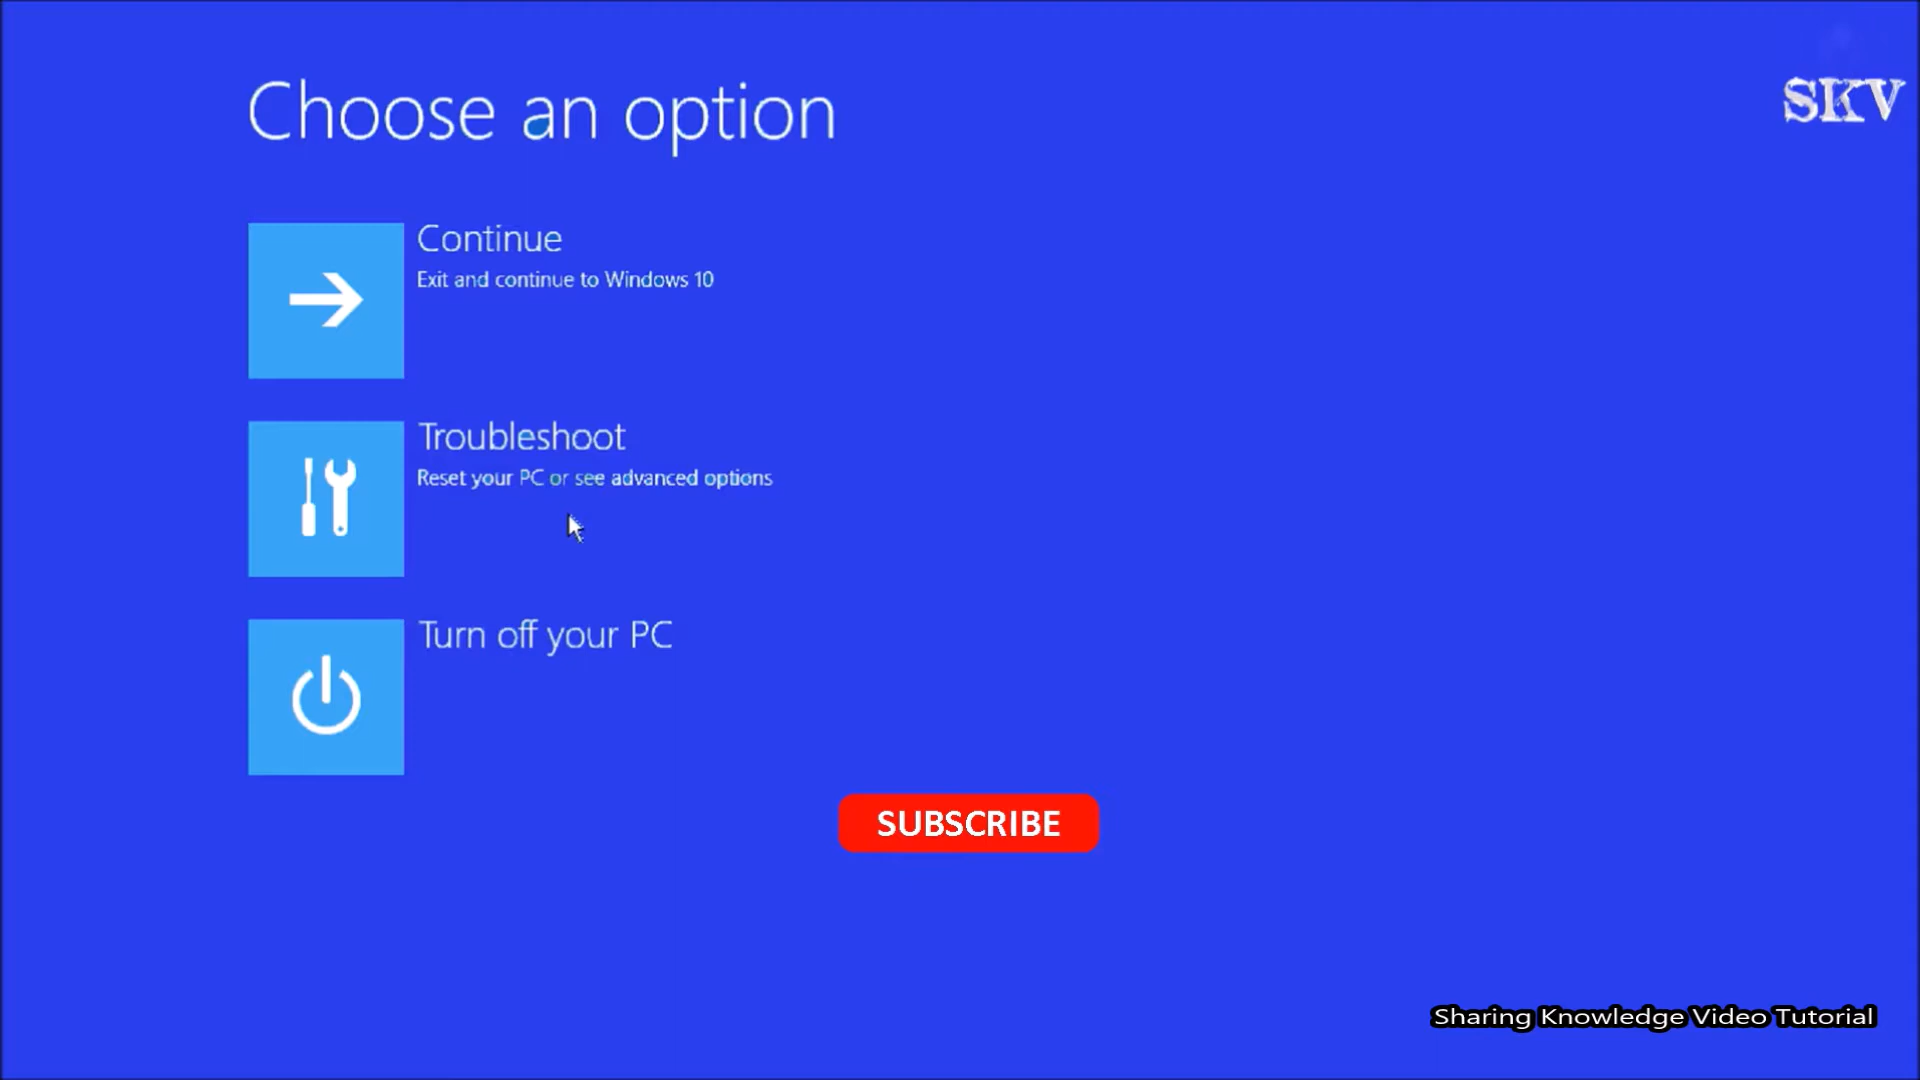 Choose an option
SKV
Continue
Exit and continue to Windows 10
Troubleshoot
Reset your PC or see advanced options
Turn off your PC
SUBSCRIBE
Sharing Knowledge Video Tutorial